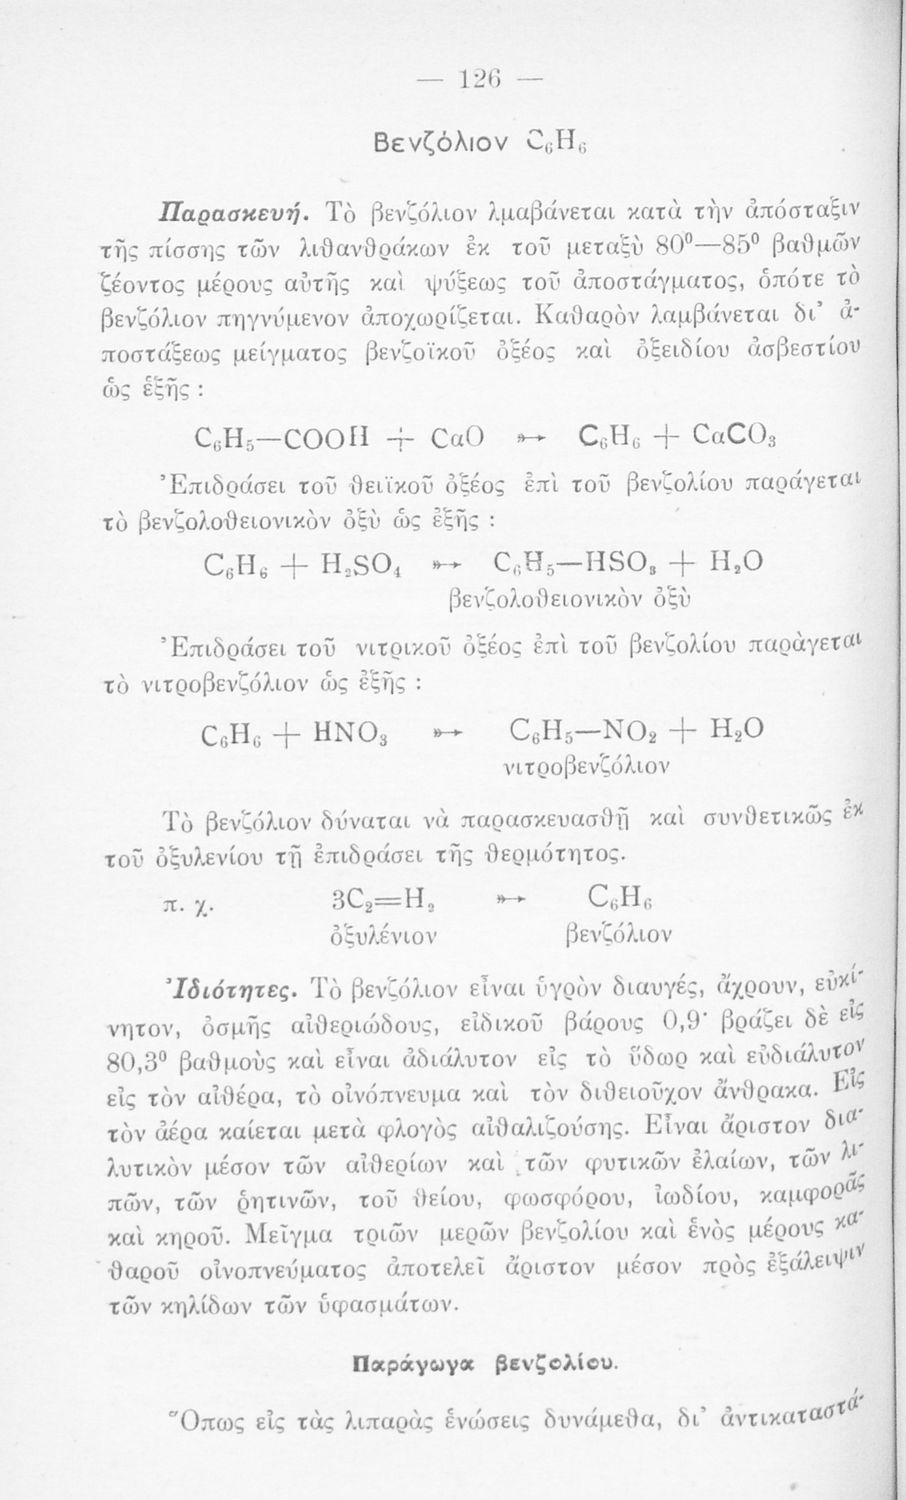 — 126 —
Βενζόλιον C₆H₆
Παρασκευή. Τὸ βενζόλιον λμαβάνεται κατὰ τὴν ἀπόσταξιν
τῆς πίσσης τῶν λιθανθράκων ἐκ τοῦ μεταξὺ 80⁰—85⁰ βαθμῶν
ζέοντος μέρους αὐτῆς καὶ ψύξεως τοῦ ἀποστάγματος, ὁπότε τὸ
βενζόλιον πηγνύμενον ἀποχωρίζεται. Καθαρὸν λαμβάνεται δι’ ἀ-
ποστάξεως μείγματος βενζοϊκοῦ ὀξέος καὶ ὀξειδίου ἀσβεστίου
ὡς ἑξῆς :
C₆H₅—COOH + CaO »→ C₆H₆ + CaCO₃
Ἐπιδράσει τοῦ θειϊκοῦ ὀξέος ἐπὶ τοῦ βενζολίου παράγεται
τὸ βενζολοθειονικὸν ὀξὺ ὡς ἑξῆς :
C₆H₆ + H₂SO₄ »→ C₆H₅—HSO₃ + H₂O
βενζολοθειονικὸν ὀξὺ
Ἐπιδράσει τοῦ νιτρικοῦ ὀξέος ἐπὶ τοῦ βενζολίου παράγεται
τὸ νιτροβενζόλιον ὡς ἑξῆς :
C₆H₆ + HNO₃ »→ C₆H₅—NO₂ + H₂O
νιτροβενζόλιον
Τὸ βενζόλιον δύναται νὰ παρασκευασθῇ καὶ συνθετικῶς ἐκ
τοῦ ὀξυλενίου τῇ ἐπιδράσει τῆς θερμότητος.
π. χ. 3C₂=H₂ »→ C₆H₆
ὀξυλένιον βενζόλιον
Ἰδιότητες. Τὸ βενζόλιον εἶναι ὑγρὸν διαυγές, ἄχρουν, εὐκί-
νητον, ὀσμῆς αἰθεριώδους, εἰδικοῦ βάρους 0,9· βράζει δὲ εἰς
80,3⁰ βαθμοὺς καὶ εἶναι ἀδιάλυτον εἰς τὸ ὕδωρ καὶ εὐδιάλυτον
εἰς τὸν αἰθέρα, τὸ οἰνόπνευμα καὶ τὸν διθειοῦχον ἄνθρακα. Εἰς
τὸν ἀέρα καίεται μετὰ φλογὸς αἰθαλιζούσης. Εἶναι ἄριστον δια-
λυτικὸν μέσον τῶν αἰθερίων καὶ τῶν φυτικῶν ἐλαίων, τῶν λι-
πῶν, τῶν ῥητινῶν, τοῦ θείου, φωσφόρου, ἰωδίου, καμφορᾶς
καὶ κηροῦ. Μεῖγμα τριῶν μερῶν βενζολίου καὶ ἑνὸς μέρους κα-
θαροῦ οἰνοπνεύματος ἀποτελεῖ ἄριστον μέσον πρὸς ἐξάλειψιν
τῶν κηλίδων τῶν ὑφασμάτων.
Παράγωγα βενζολίου.
Ὅπως εἰς τὰς λιπαρὰς ἑνώσεις δυνάμεθα, δι’ ἀντικαταστά-